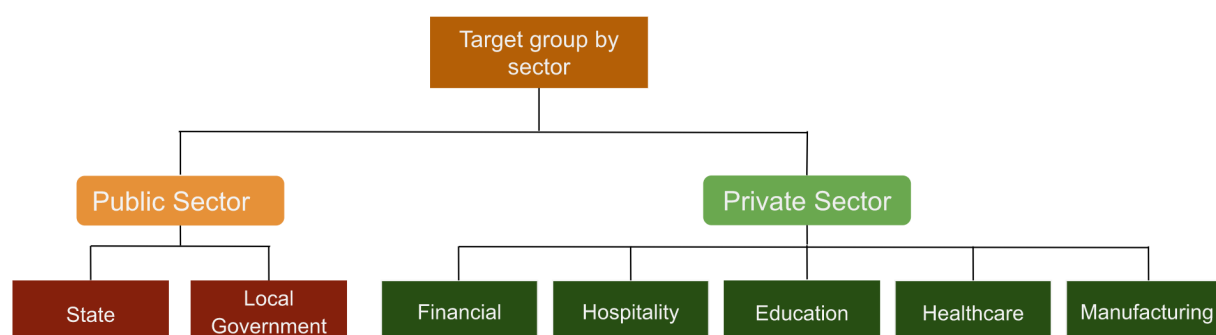 Target group by
sector
Public Sector
Private Sector
State
Local
Government
Financial
Hospitality
Education
Healthcare
Manufacturing